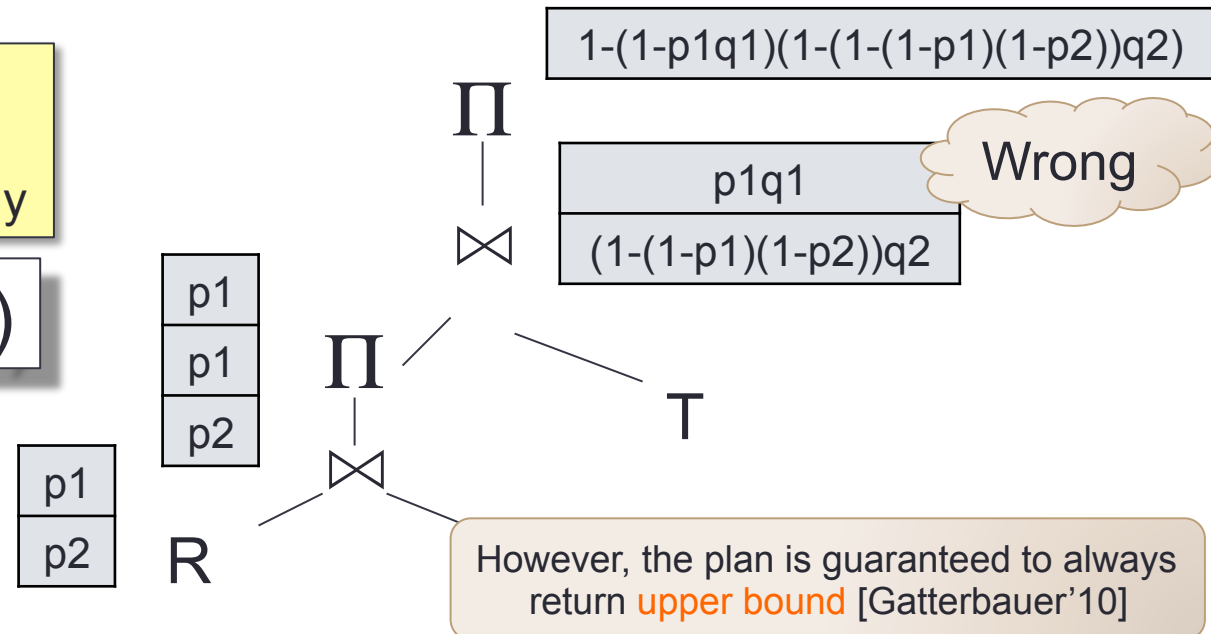 1-(1-p1q1)(1-(1-(1-p1)(1-p2))q2)
Π
y
p1q1
Wrong
(1-(1-p1)(1-p2))q2
⋈
)
p1
p1
p2
Π
T
⋈
p1
p2
R
However, the plan is guaranteed to always
return upper bound [Gatterbauer’10]